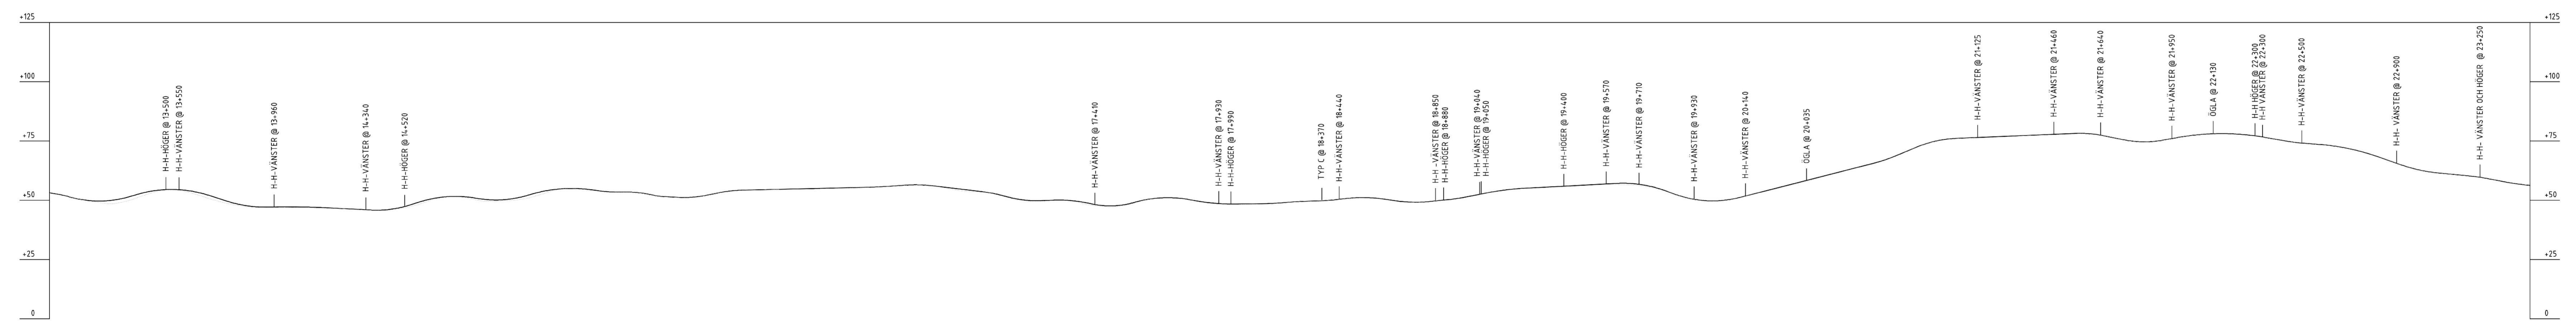 +125
+100
+75
+50
+25
0
H-H-HÖGER @ 13+500
H-H-VÄNSTER @ 13+550
H-H-VÄNSTER @ 13+960
H-H-VÄNSTER @ 14+340
H-H-HÖGER @ 14+520
H-H-VÄNSTER @ 17+410
H-H-VÄNSTER @ 17+930
H-H-HÖGER @ 17+990
TYP C @ 18+370
H-H-VÄNSTER @ 18+440
H-H -VÄNSTER @ 18+850
H-H-HÖGER @ 18+880
H-H-VÄNSTER @ 19+040
H-H-HÖGER @ 19+050
H-H-HÖGER @ 19+400
H-H-VÄNSTER @ 19+570
H-H-VÄNSTER @ 19+710
H-H-VÄNSTER @ 19+930
H-H-VÄNSTER @ 20+140
ÖGLA @ 20+035
H-H-VÄNSTER @ 21+125
H-H-VÄNSTER @ 21+460
H-H-VÄNSTER @ 21+640
H-H-VÄNSTER @ 21+950
ÖGLA @ 22+130
H-H HÖGER @ 22+300
H-H VÄNSTER @ 22+300
H-H-VÄNSTER @ 22+500
H-H- VÄNSTER @ 22+900
H-H- VÄNSTER OCH HÖGER @ 23+250
+125
+100
+75
+50
+25
0